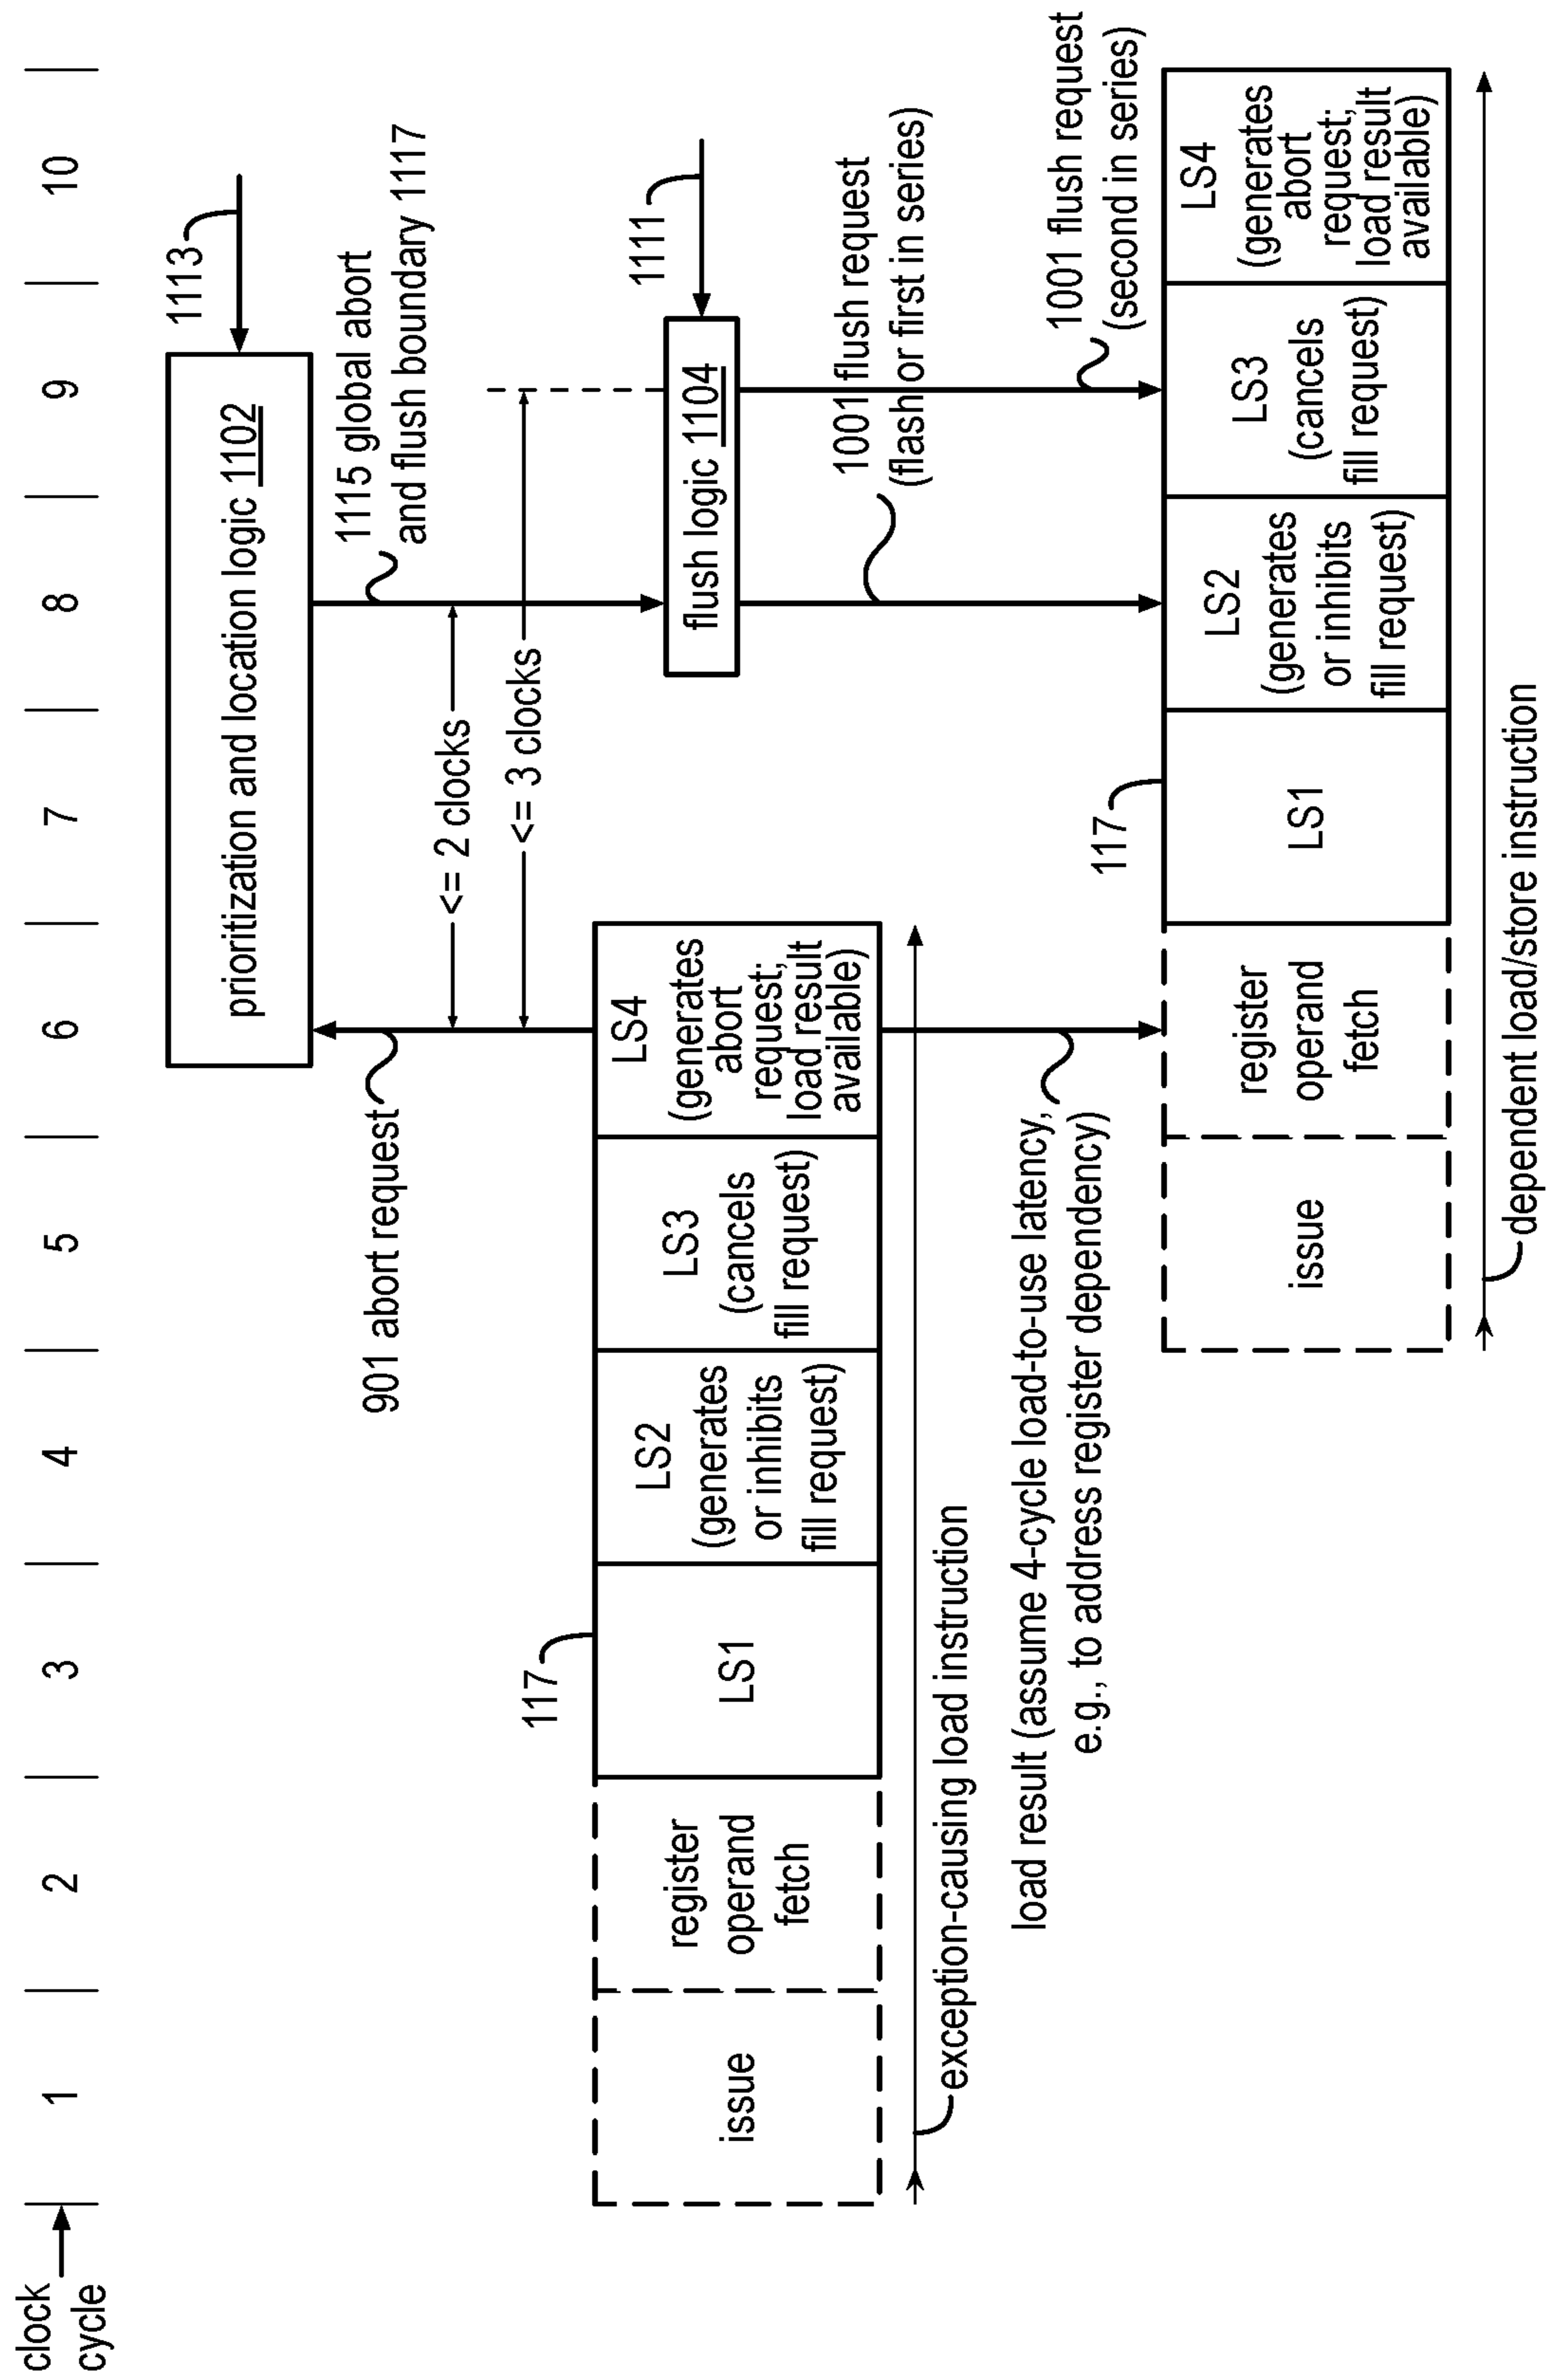 clock
cycle
1
2
3
4
5
6
7
8
9
10
1113
prioritization and location logic 1102
901 abort request
1115 global abort
and flush boundary 1117
<= 2 clocks
<= 3 clocks
1111
flush logic 1104
1001 flush request
(flash or first in series)
1001 flush request
(second in series)
117
issue
register
operand
fetch
LS1
LS2
(generates
or inhibits
fill request)
LS3
(cancels
fill request)
LS4
(generates
abort
request;
load result
available)
exception-causing load instruction
load result (assume 4-cycle load-to-use latency,
e.g., to address register dependency)
117
issue
register
operand
fetch
LS1
LS2
(generates
or inhibits
fill request)
LS3
(cancels
fill request)
LS4
(generates
abort
request;
load result
available)
dependent load/store instruction